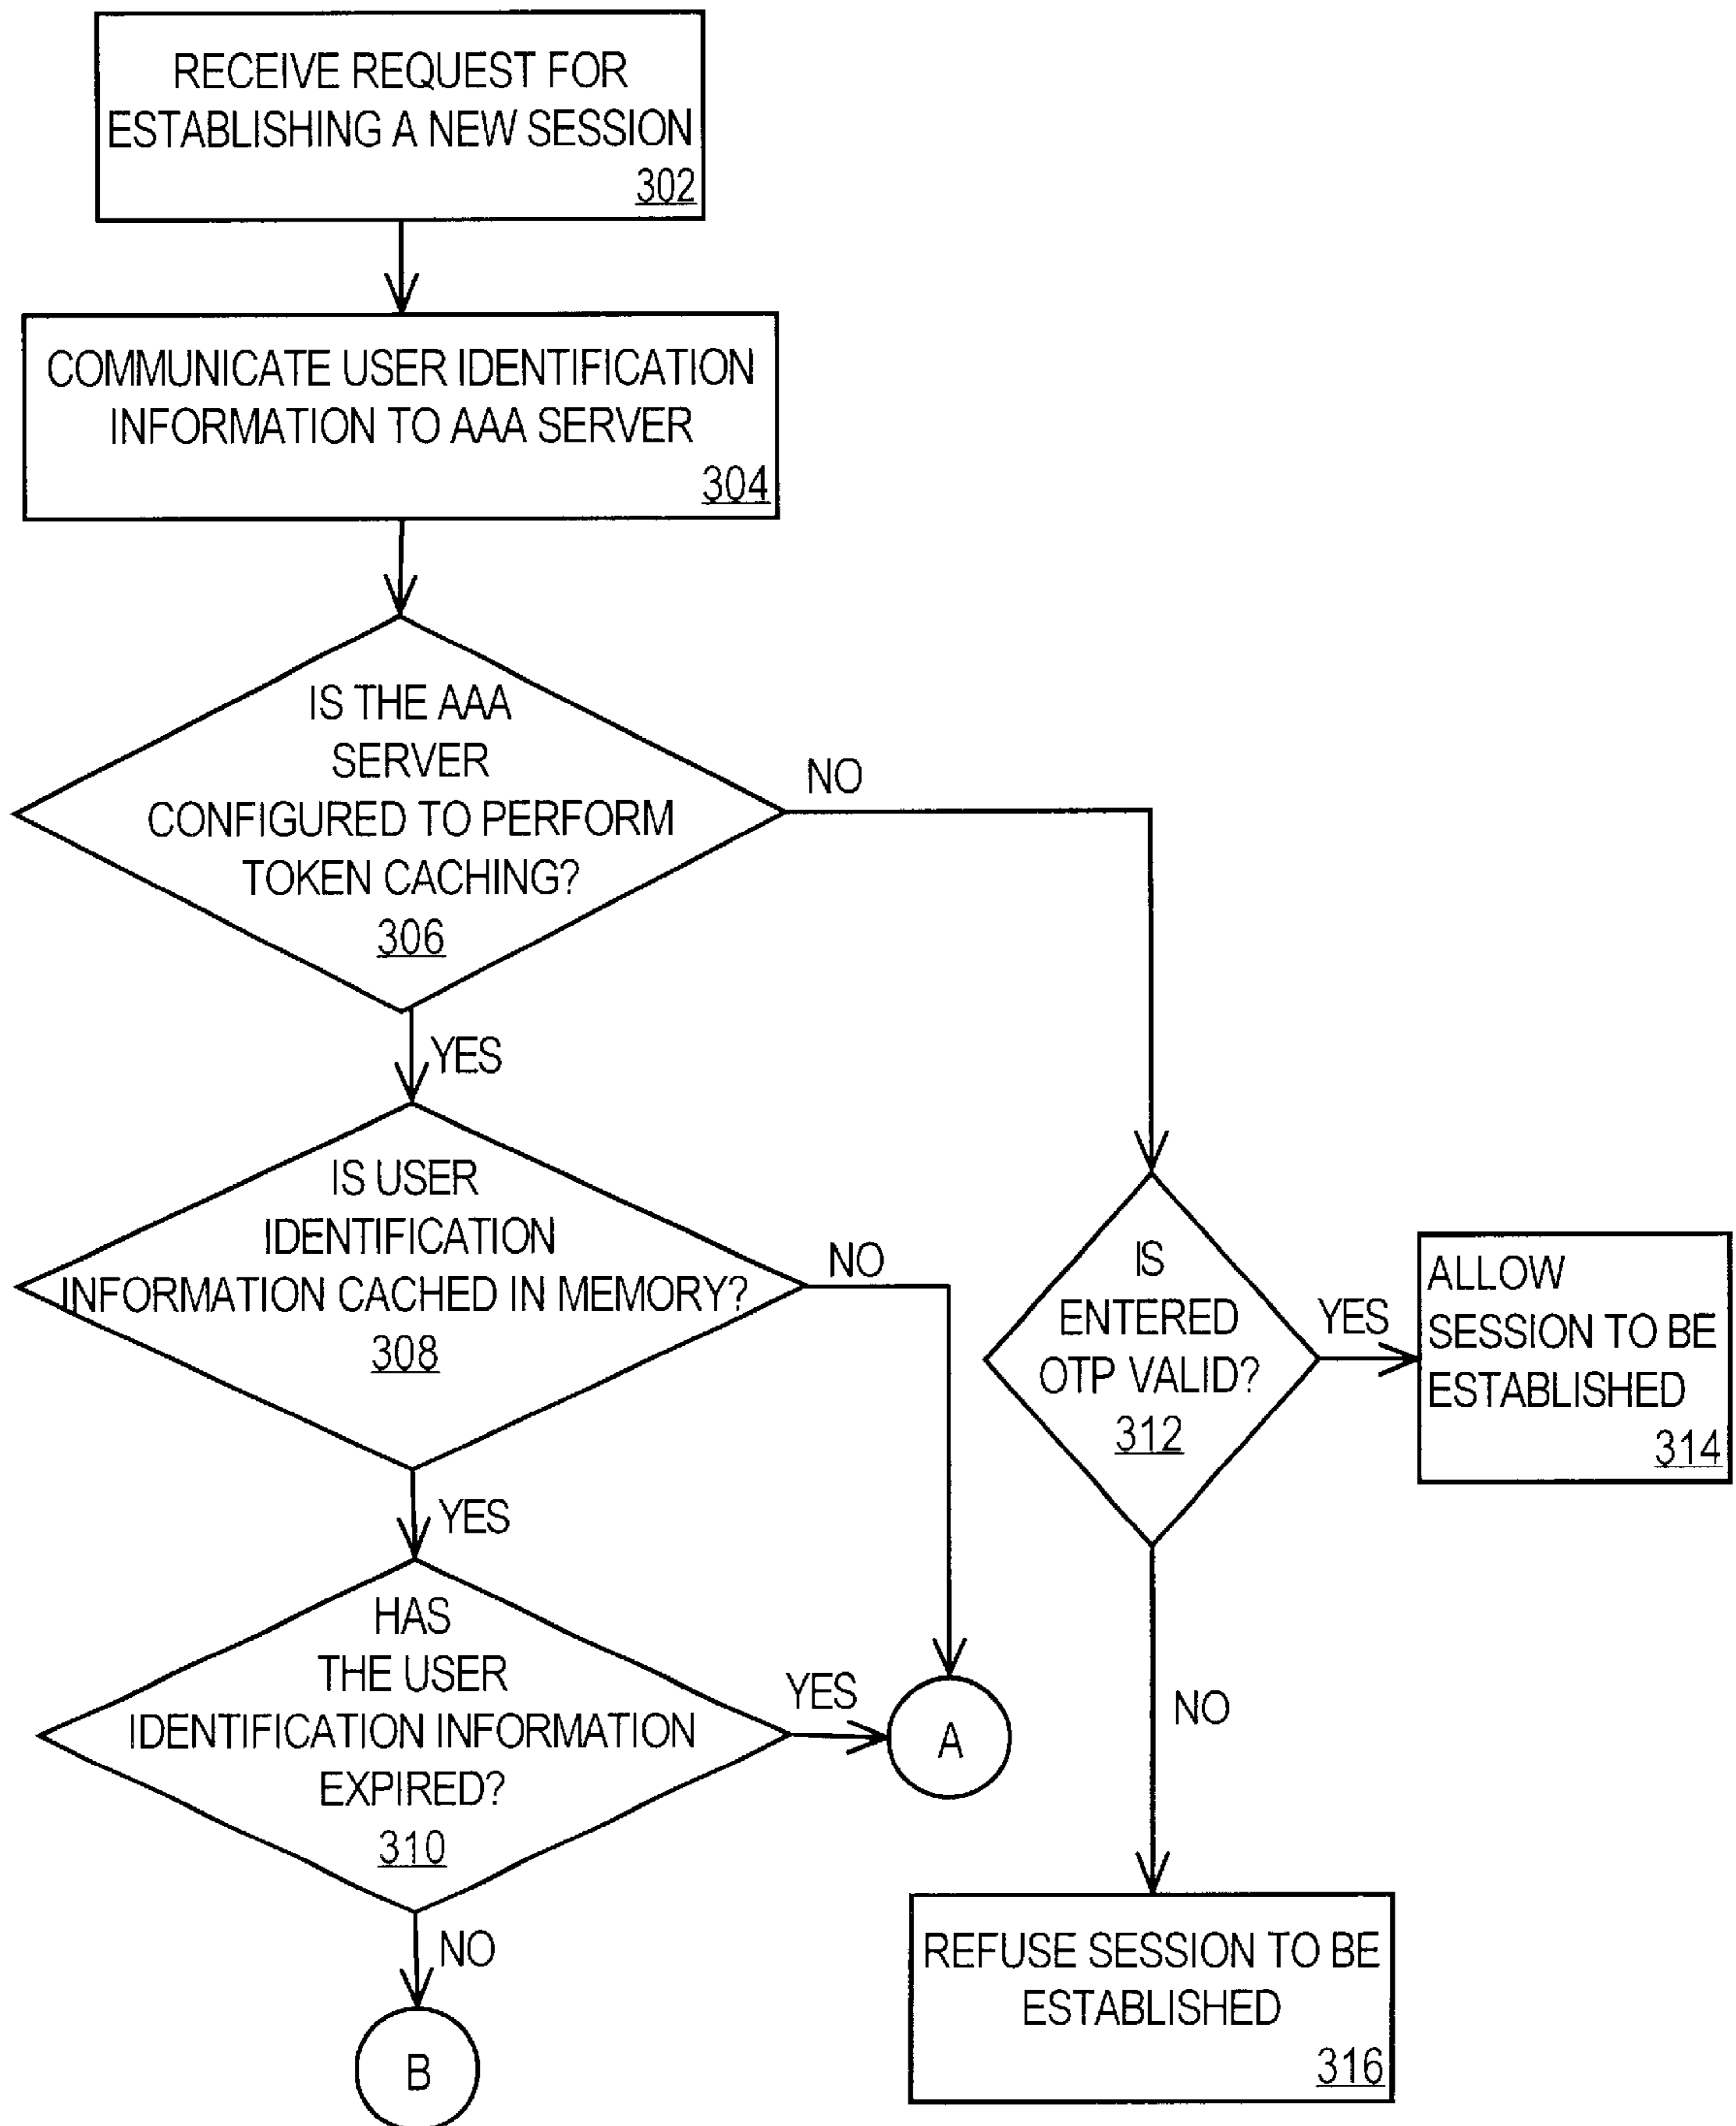 RECEIVE REQUEST FOR
ESTABLISHING A NEW SESSION
302
COMMUNICATE USER IDENTIFICATION
INFORMATION TO AAA SERVER
304
IS THE AAA
SERVER
CONFIGURED TO PERFORM
TOKEN CACHING?
306
NO
YES
IS USER
IDENTIFICATION
INFORMATION CACHED IN MEMORY?
308
NO
YES
IS
ENTERED
OTP VALID?
312
YES
ALLOW
SESSION TO BE
ESTABLISHED
314
HAS
THE USER
IDENTIFICATION INFORMATION
EXPIRED?
310
YES
A
NO
NO
B
REFUSE SESSION TO BE
ESTABLISHED
316